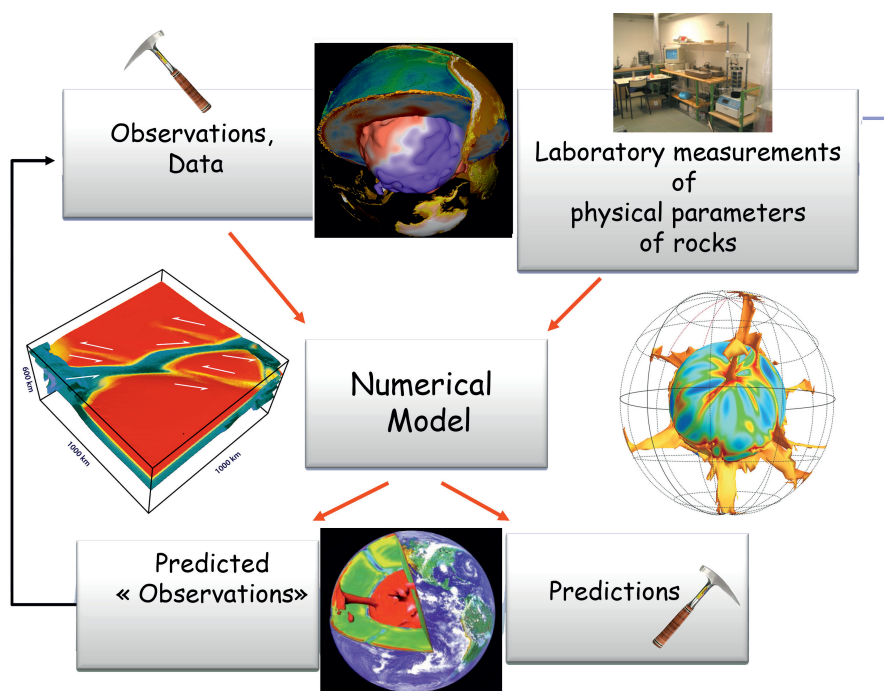 Observations,
Data
Laboratory measurements
of
physical parameters
of rocks
600 km
1000 km
1000 km
Numerical
Model
Predicted
« Observations»
Predictions